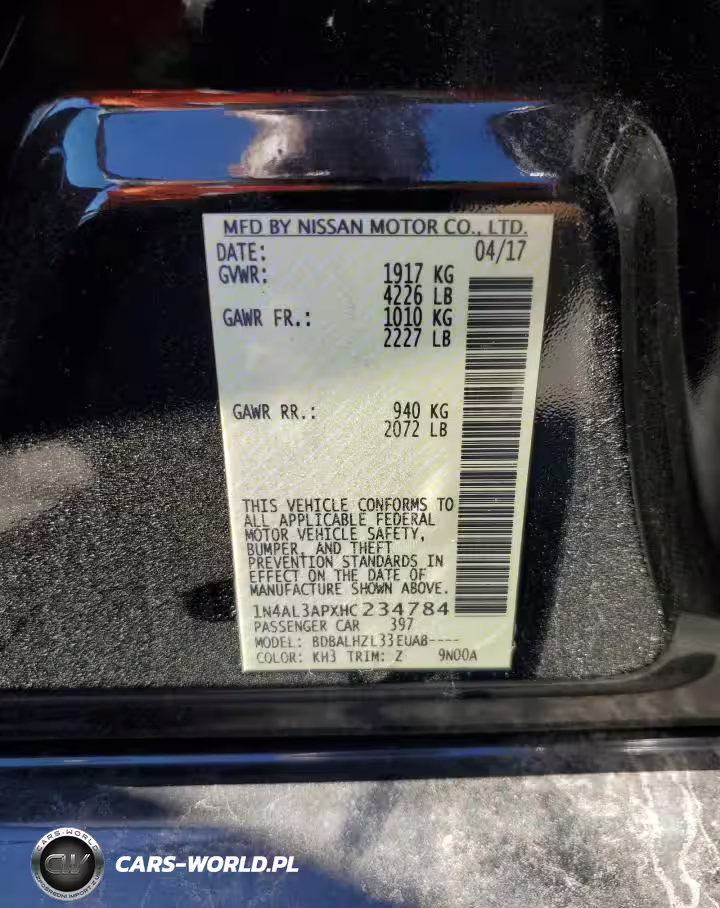 MFD BY NISSAN MOTOR CO., LTD.
DATE: 04/17
GVWR: 1917 KG
4226 LB
GAWR FR.: 1010 KG
2227 LB
GAWR RR.: 940 KG
2072 LB
THIS VEHICLE CONFORMS TO
ALL APPLICABLE FEDERAL
MOTOR VEHICLE SAFETY,
BUMPER, AND THEFT
PREVENTION STANDARDS IN
EFFECT ON THE DATE OF
MANUFACTURE SHOWN ABOVE.
1N4AL3APXHC234784
PASSENGER CAR 397
MODEL: BDBALHZL33EUAB----
COLOR: KH3 TRIM: Z 9N00A
CARS-WORLD
CW
CARS-WORLD.PL